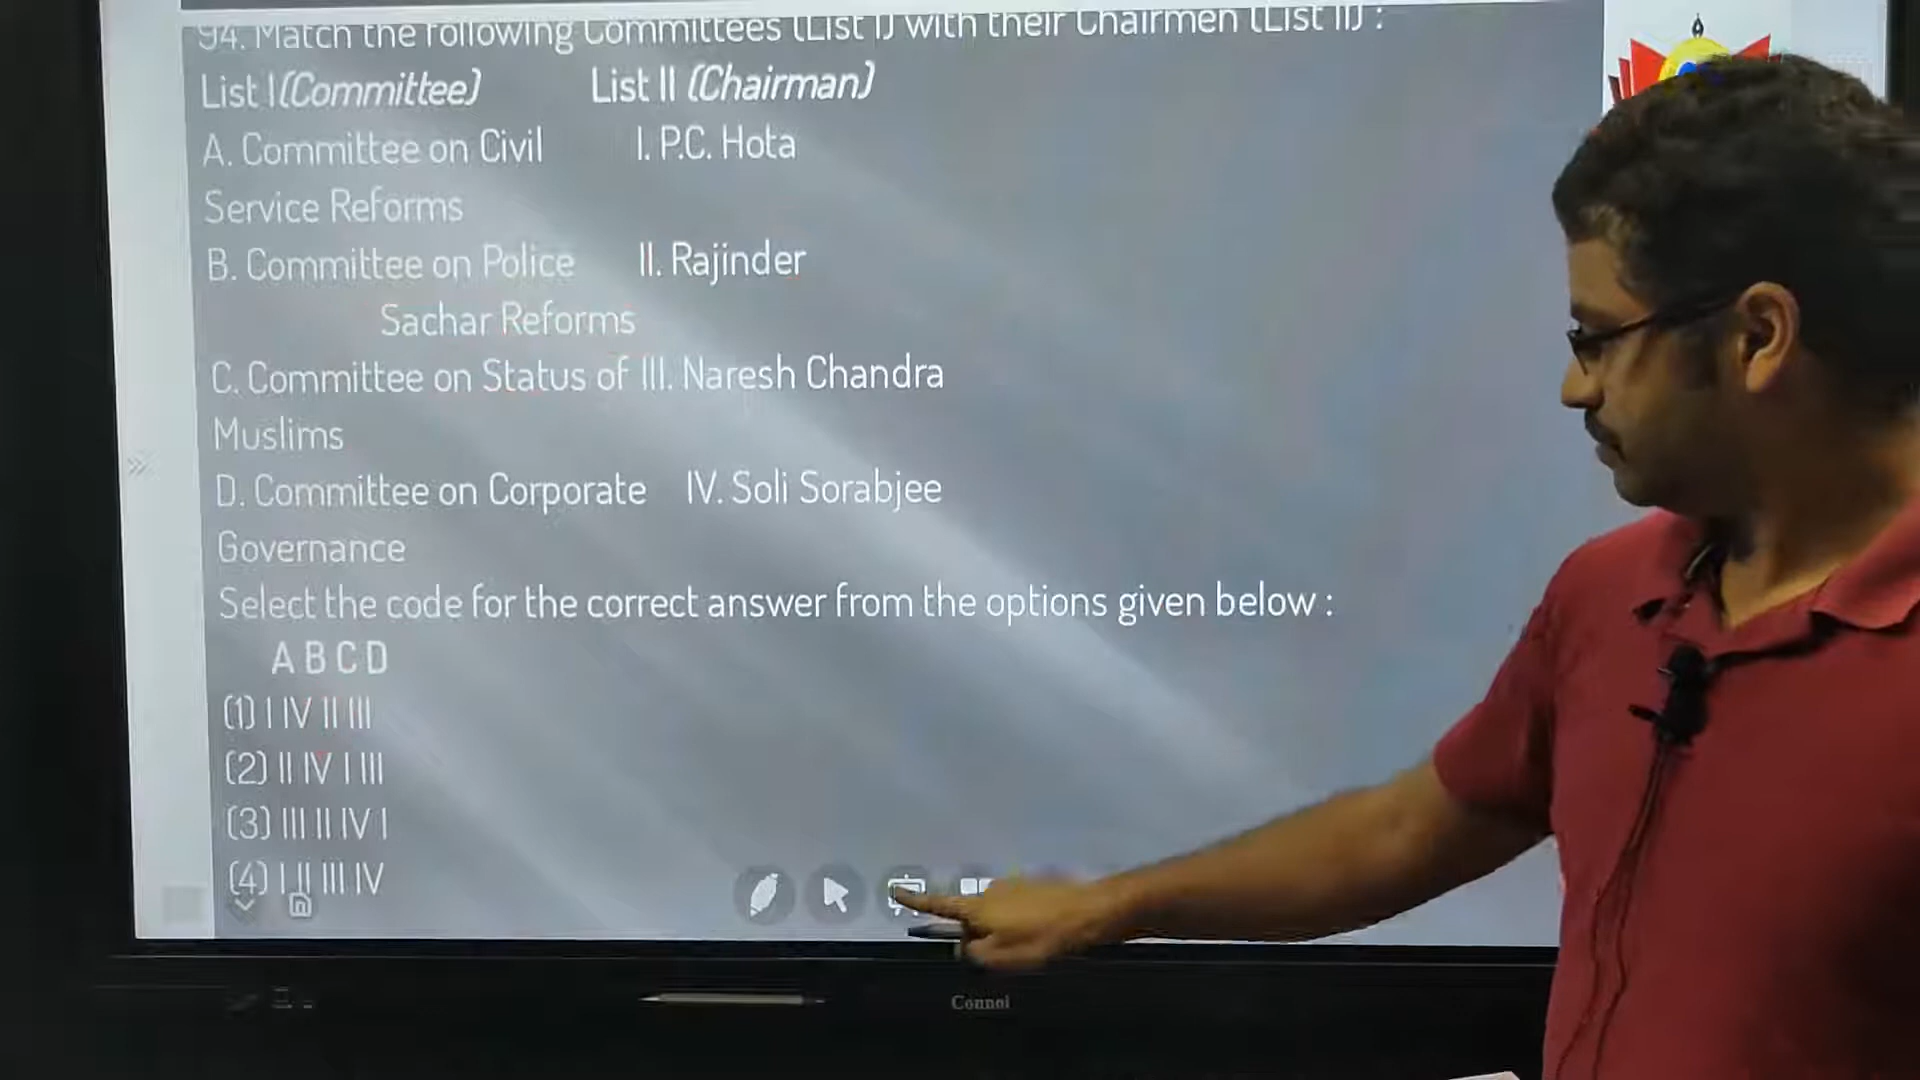 94. Match the following Committees (List I) with their Chairmen (List II) :
List I(Committee) List II (Chairman)
A. Committee on Civil I. P.C. Hota
Service Reforms
B. Committee on Police II. Rajinder
Sachar Reforms
C. Committee on Status of III. Naresh Chandra
Muslims
D. Committee on Corporate IV. Soli Sorabjee
Governance
Select the code for the correct answer from the options given below :
A B C D
(1) I IV II III
(2) II IV I III
(3) III II IV I
(4) I II III IV
Connoi